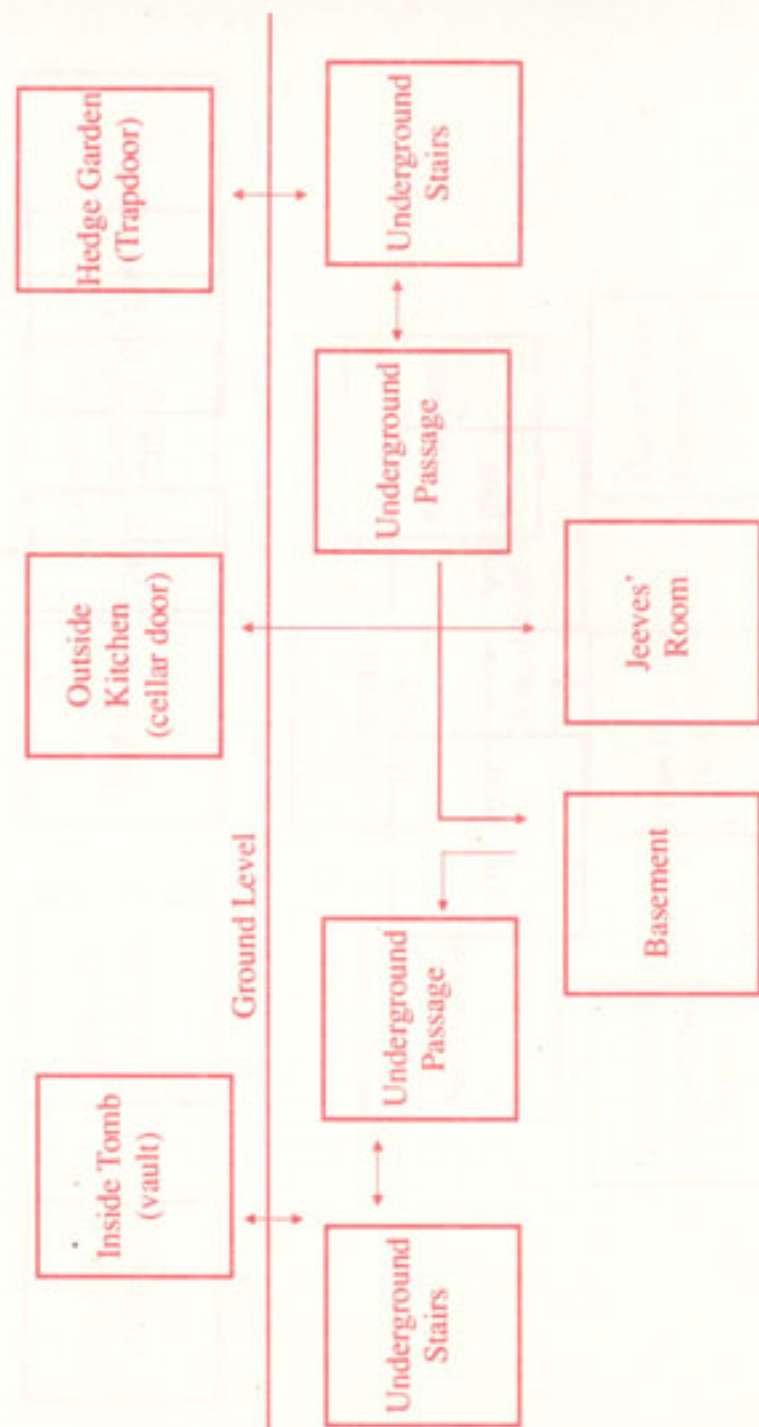 Inside Tomb
(vault)
Outside
Kitchen
(cellar door)
Hedge Garden
(Trapdoor)
Ground Level
Underground
Stairs
Underground
Passage
Underground
Passage
Underground
Stairs
Basement
Jeeves'
Room